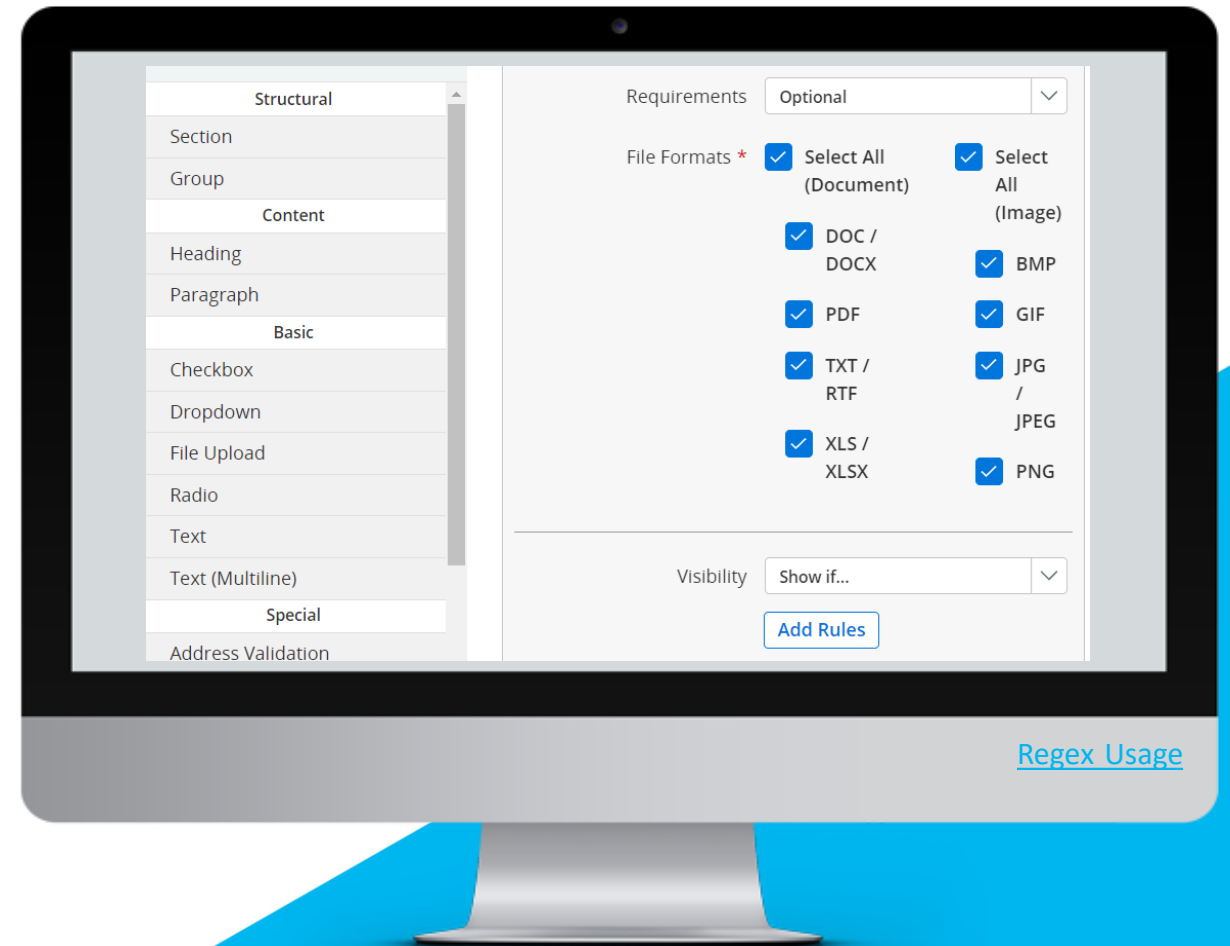 Structural
Section
Group
Content
Heading
Paragraph
Basic
Checkbox
Dropdown
File Upload
Radio
Text
Text (Multiline)
Special
Address Validation
Requirements
Optional
File Formats *
Select All
(Document)
DOC /
DOCX
PDF
TXT /
RTF
XLS /
XLSX
Select
All
(Image)
BMP
GIF
JPG
/
JPEG
PNG
Visibility
Show if...
Add Rules
Regex Usage